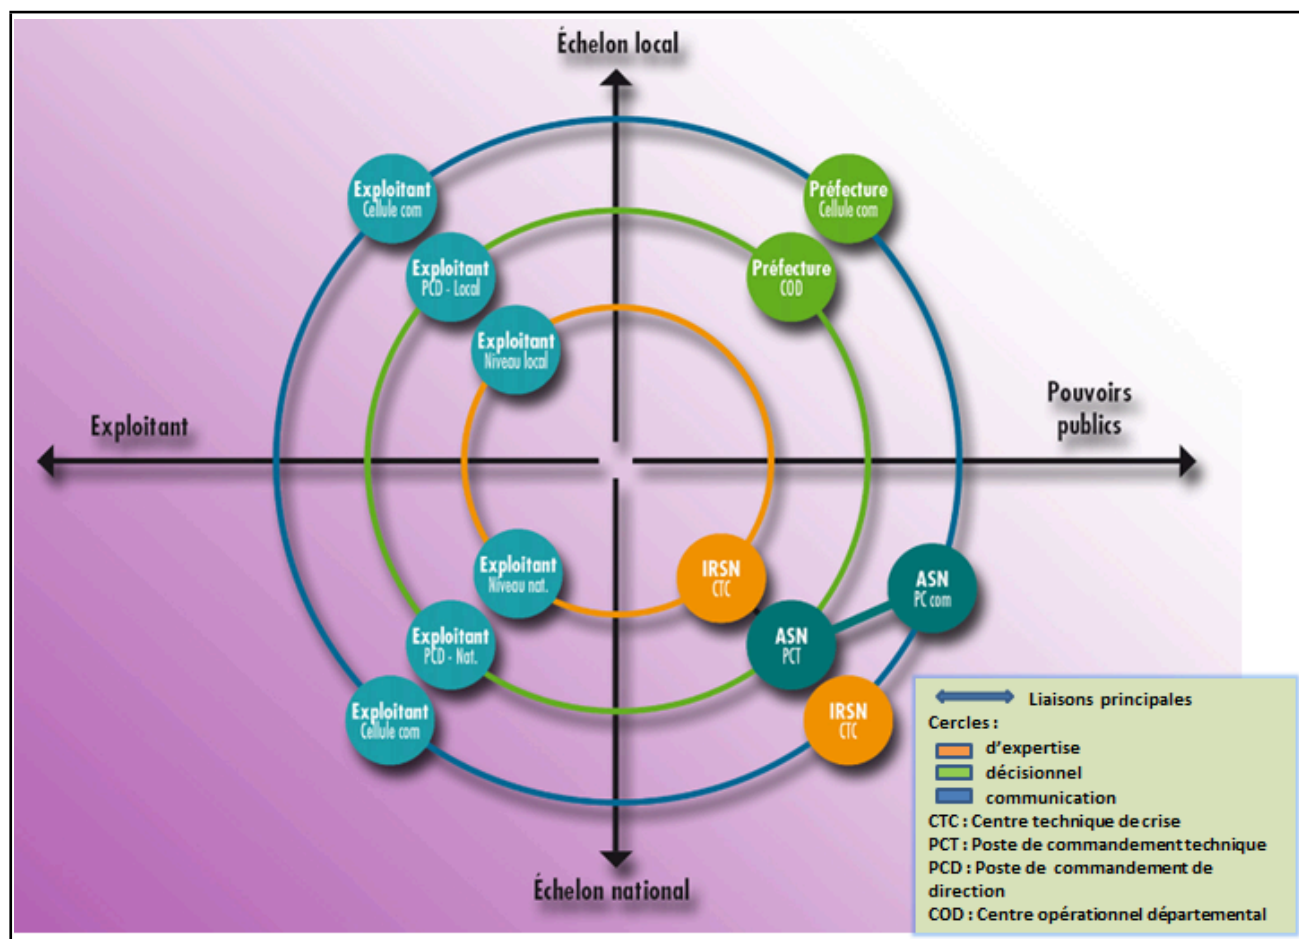 Échelon local
Exploitant
Cellule com
Préfecture
Cellule com
Exploitant
PCD - Local
Préfecture
COD
Exploitant
Niveau local
Exploitant
Pouvoirs
publics
Exploitant
Niveau nat.
IRSN
CTC
ASN
PC com
Exploitant
PCD - Nat.
ASN
PCT
Exploitant
Cellule com
IRSN
CTC
Échelon national
Liaisons principales
Cercles :
d'expertise
décisionnel
communication
CTC : Centre technique de crise
PCT : Poste de commandement technique
PCD : Poste de commandement de
direction
COD : Centre opérationnel départemental